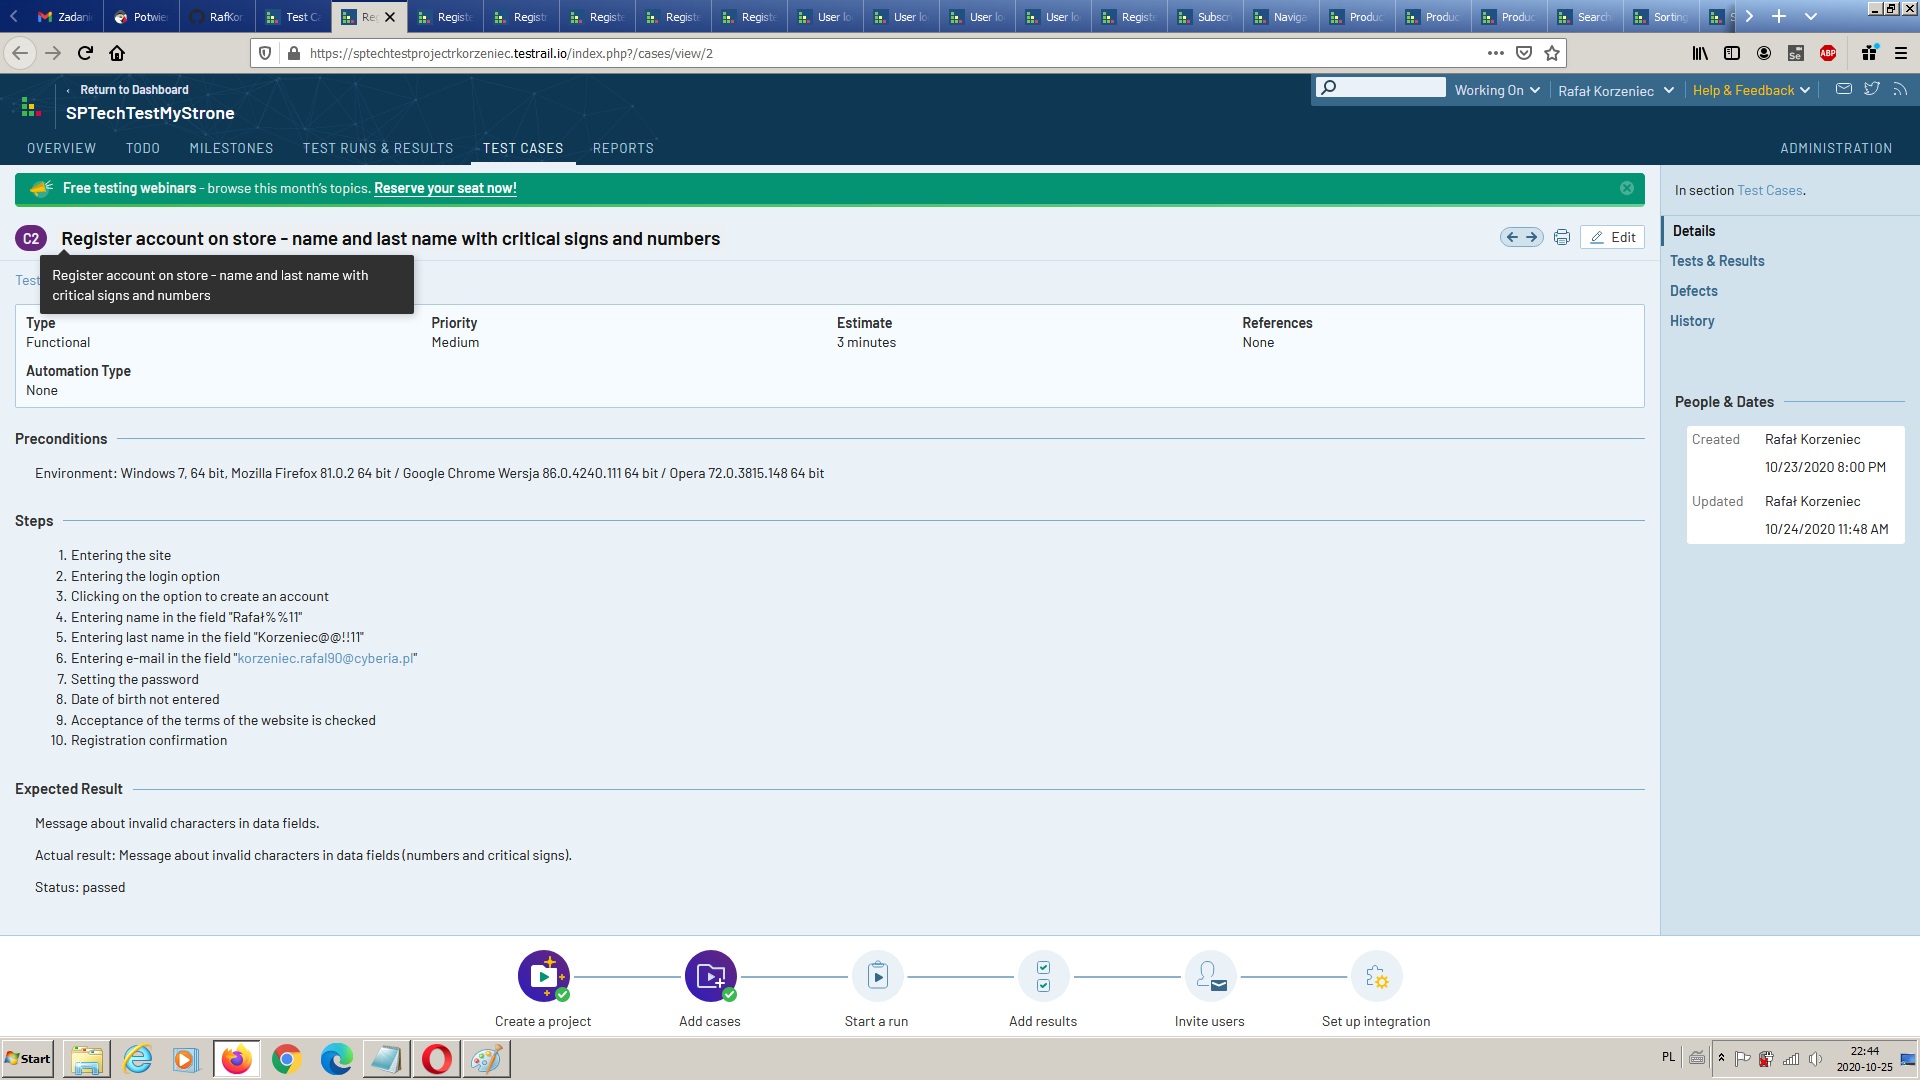 Zadani
Potwie
RafKor
Test Ca
Re
Registe
Registr
Registe
Registe
Registe
User lo
User lo
User lo
User lo
Registe
Subscri
Naviga
Produc
Produc
Produc
Search
Sorting
https://sptechtestprojectrkorzeniec.testrail.io/index.php?/cases/view/2
Se
ABP
Return to Dashboard
SPTechTestMyStrone
Working On
Rafał Korzeniec
Help & Feedback
OVERVIEW TODO MILESTONES TEST RUNS & RESULTS TEST CASES REPORTS ADMINISTRATION
Free testing webinars - browse this month's topics. Reserve your seat now!
In section Test Cases.
C2 Register account on store - name and last name with critical signs and numbers
Edit
Details
Tests & Results
Defects
History
Test
Register account on store - name and last name with
critical signs and numbers
Type Priority Estimate References
Functional Medium 3 minutes None
Automation Type
None
People & Dates
Created Rafał Korzeniec
10/23/2020 8:00 PM
Updated Rafał Korzeniec
10/24/2020 11:48 AM
Preconditions
Environment: Windows 7, 64 bit, Mozilla Firefox 81.0.2 64 bit / Google Chrome Wersja 86.0.4240.111 64 bit / Opera 72.0.3815.148 64 bit
Steps
1. Entering the site
2. Entering the login option
3. Clicking on the option to create an account
4. Entering name in the field "Rafał%%11"
5. Entering last name in the field "Korzeniec@@!!11"
6. Entering e-mail in the field "korzeniec.rafal90@cyberia.pl"
7. Setting the password
8. Date of birth not entered
9. Acceptance of the terms of the website is checked
10. Registration confirmation
Expected Result
Message about invalid characters in data fields.
Actual result: Message about invalid characters in data fields (numbers and critical signs).
Status: passed
Create a project
Add cases
Start a run
Add results
Invite users
Set up integration
Start
PL
22:44
2020-10-25